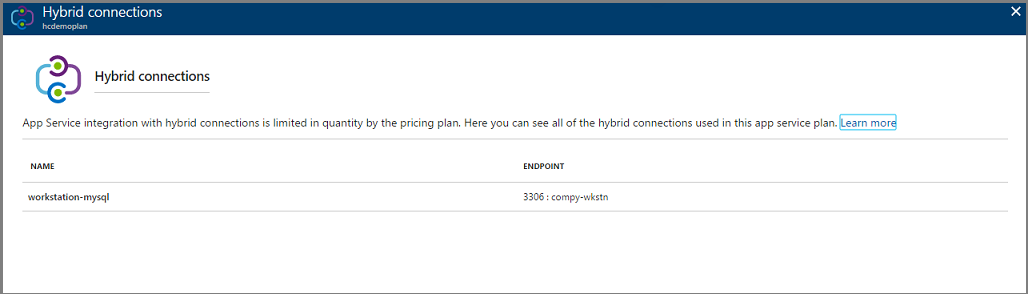 Hybrid connections
hcdemoplan
Hybrid connections
App Service integration with hybrid connections is limited in quantity by the pricing plan. Here you can see all of the hybrid connections used in this app service plan. Learn more
NAME ENDPOINT
workstation-mysql 3306 : compy-wkstn